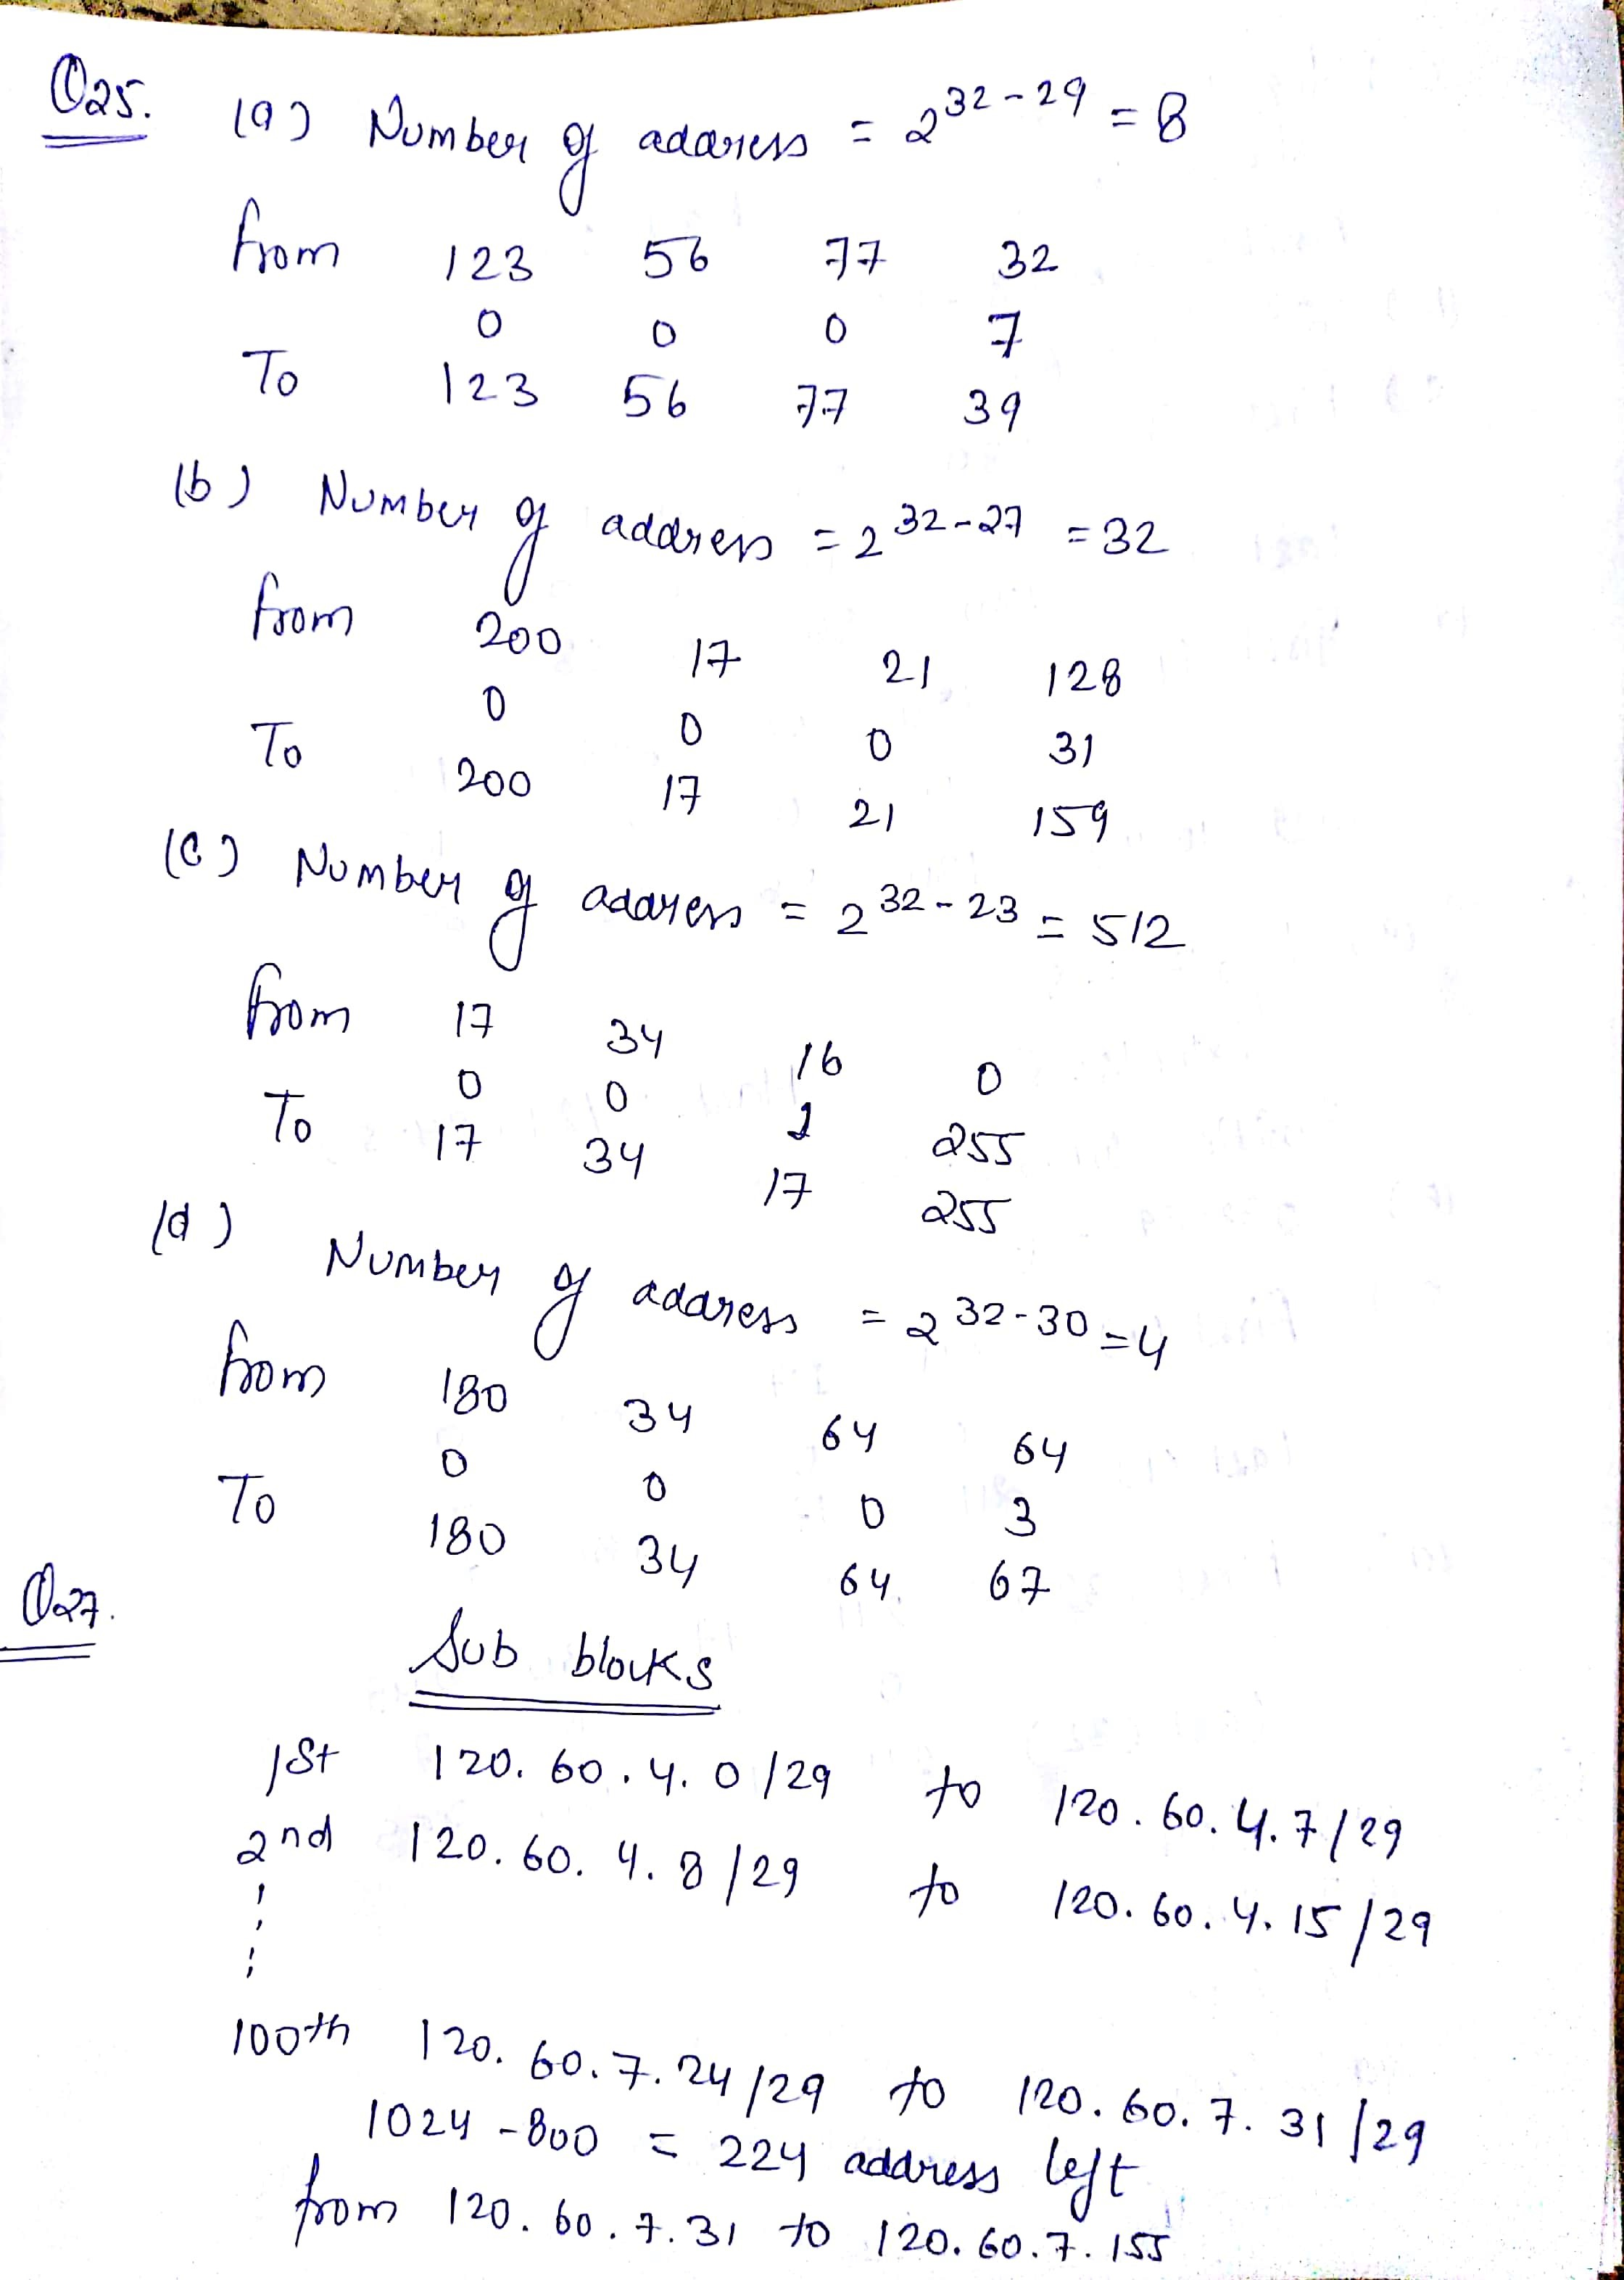 Q25. (a) Number of address = 2^32-29 = 8
from 123 56 77 32
0 0 0 7
To 123 56 77 39
(b) Number of address = 2^32-27 = 32
from 200 17 21 128
0 0 0 31
To 200 17 21 159
(c) Number of address = 2^32-23 = 512
from 17 34 16 0
0 0 1 255
To 17 34 17 255
(d) Number of address = 2^32-30 = 4
from 180 34 64 64
0 0 0 3
To 180 34 64 67
Q27.
Sub blocks
1st 120.60.4.0/29 to 120.60.4.7/29
2nd 120.60.4.8/29 to 120.60.4.15/29
100th 120.60.7.24/29 to 120.60.7.31/29
1024-800 = 224 address left
from 120.60.7.31 to 120.60.7.155